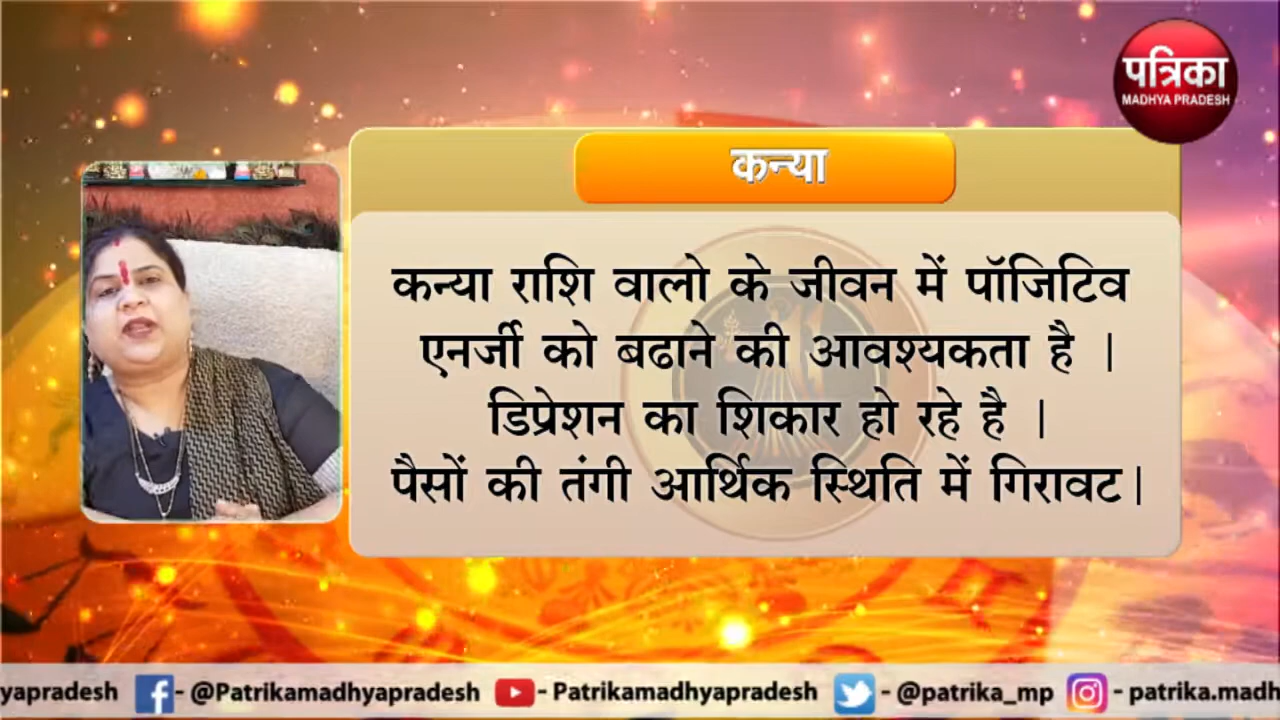 पत्रिका
MADHYA PRADESH
कन्या
कन्या राशि वालो के जीवन में पॉजिटिव
एनर्जी को बढाने की आवश्यकता है |
डिप्रेशन का शिकार हो रहे है |
पैसों की तंगी आर्थिक स्थिति में गिरावट|
yapradesh - @Patrikamadhyapradesh - Patrikamadhyapradesh - @patrika_mp - patrika.madh